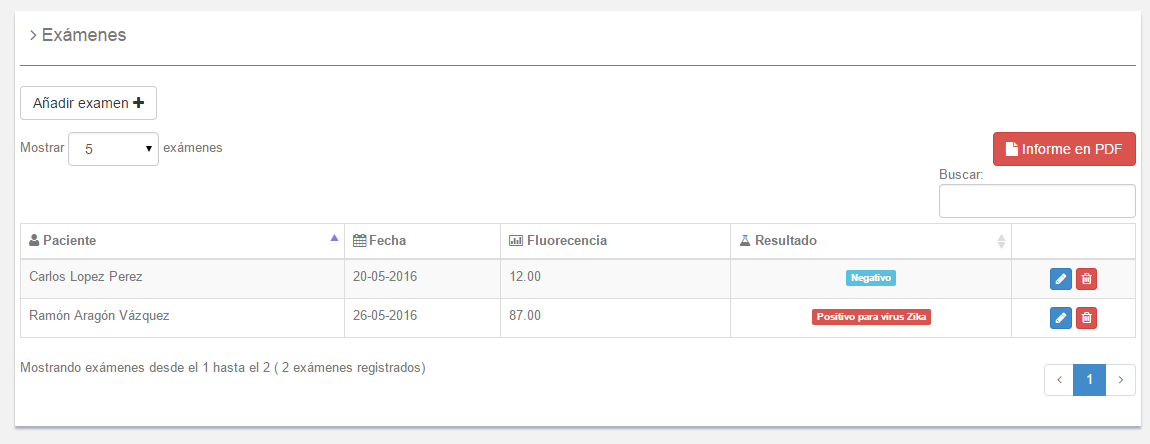 Exámenes
Añadir examen
Mostrar 5 exámenes
Informe en PDF
Buscar:
Paciente Fecha Fluorecencia Resultado
Carlos Lopez Perez 20-05-2016 12.00 Negativo
Ramón Aragón Vázquez 26-05-2016 87.00 Positivo para virus Zika
Mostrando exámenes desde el 1 hasta el 2 ( 2 exámenes registrados)
1